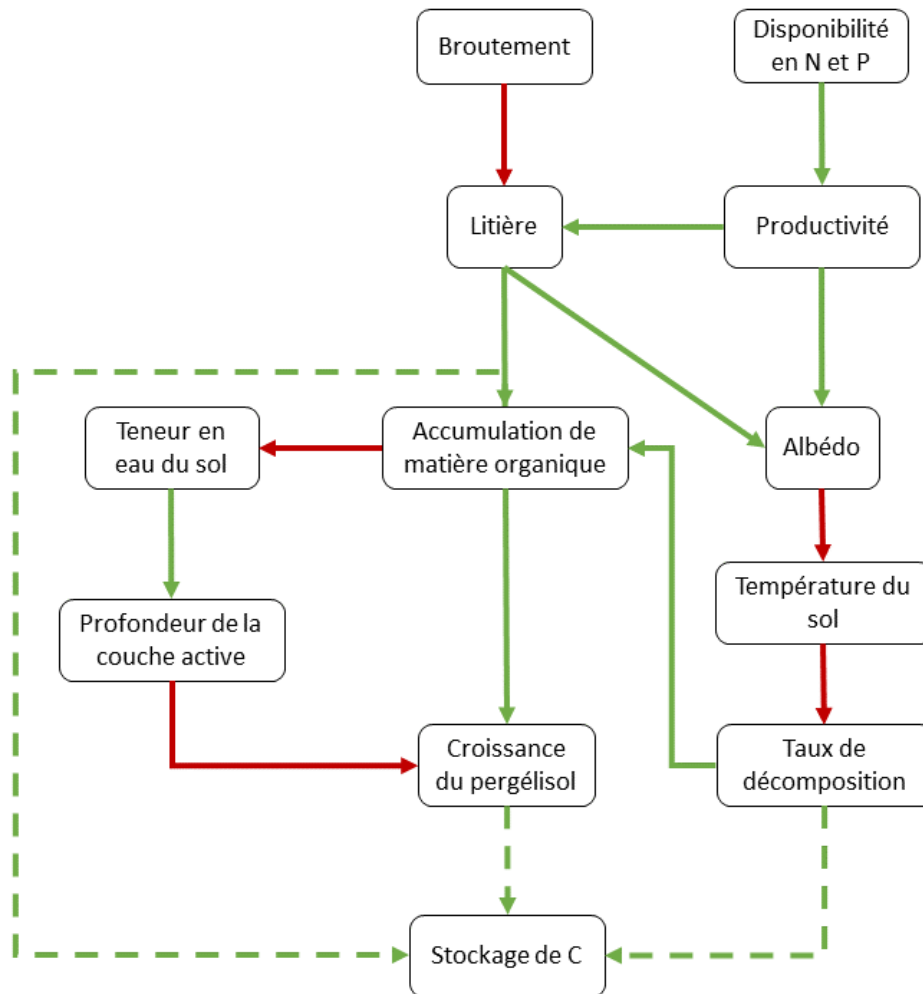 Broutement
Disponibilité
en N et P
Litière
Productivité
Teneur en
eau du sol
Accumulation de
matière organique
Albédo
Température du
sol
Profondeur de la
couche active
Croissance
du pergélisol
Taux de
décomposition
Stockage de C